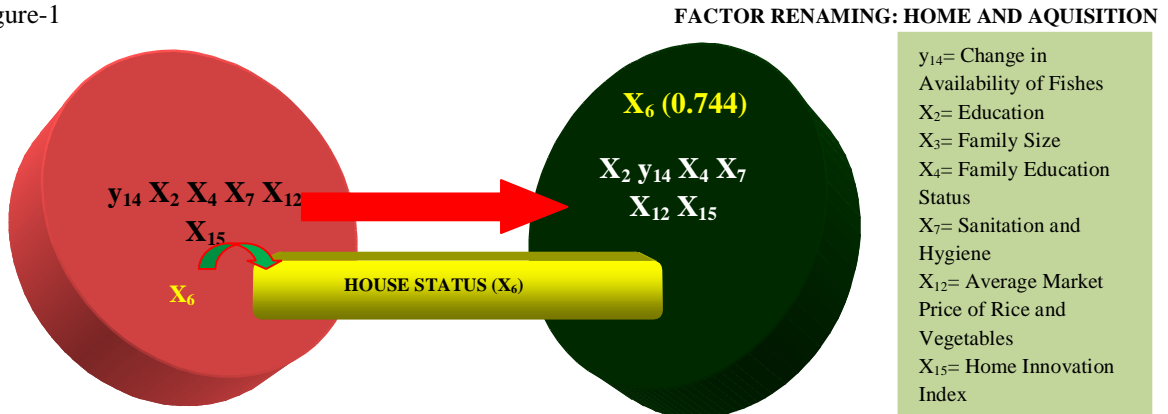 gure-1
FACTOR RENAMING: HOME AND AQUISITION
y₁₄ X₂ X₄ X₇ X₁₂
X₁₅
X₆
HOUSE STATUS (X₆)
X₆ (0.744)
X₂ y₁₄ X₄ X₇
X₁₂ X₁₅
y₁₄= Change in
Availability of Fishes
X₂= Education
X₃= Family Size
X₄= Family Education
Status
X₇= Sanitation and
Hygiene
X₁₂= Average Market
Price of Rice and
Vegetables
X₁₅= Home Innovation
Index